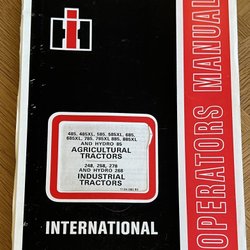 485, 485XL, 585, 585XL, 685,
685XL, 785, 785XL, 885, 885XL
AND HYDRO 85
AGRICULTURAL
TRACTORS
248, 258, 278
AND HYDRO 268
INDUSTRIAL
TRACTORS
INTERNATIONAL
OPERATORS MANUAL